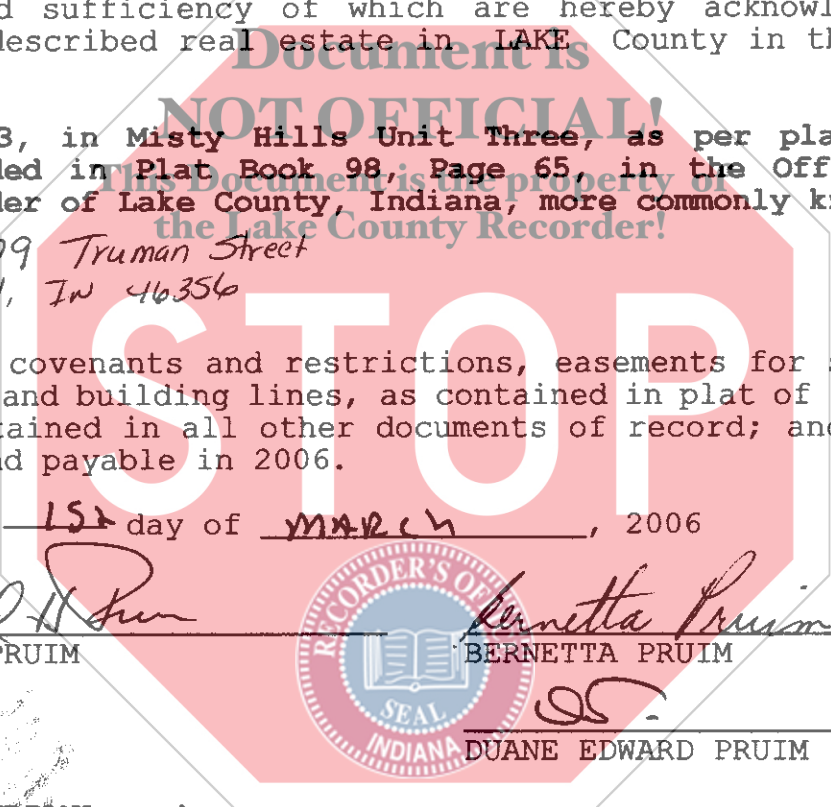 d sufficiency of which are hereby acknowl
described real estate in LAKE County in th
Document is
NOT OFFICIAL!
3, in Misty Hills Unit Three, as per pla
ded in Plat Book 98, Page 65, in the Off
This Document is the property of
der of Lake County, Indiana, more commonly k
the Lake County Recorder!
9 Truman Street
, IN 46356
STOP
covenants and restrictions, easements for s
and building lines, as contained in plat of
tained in all other documents of record; and
d payable in 2006.
1st day of MARCH, 2006
RECORDER'S OF
SEAL
INDIANA
Bernetta Pruim
PRUIM
BERNETTA PRUIM
DUANE EDWARD PRUIM